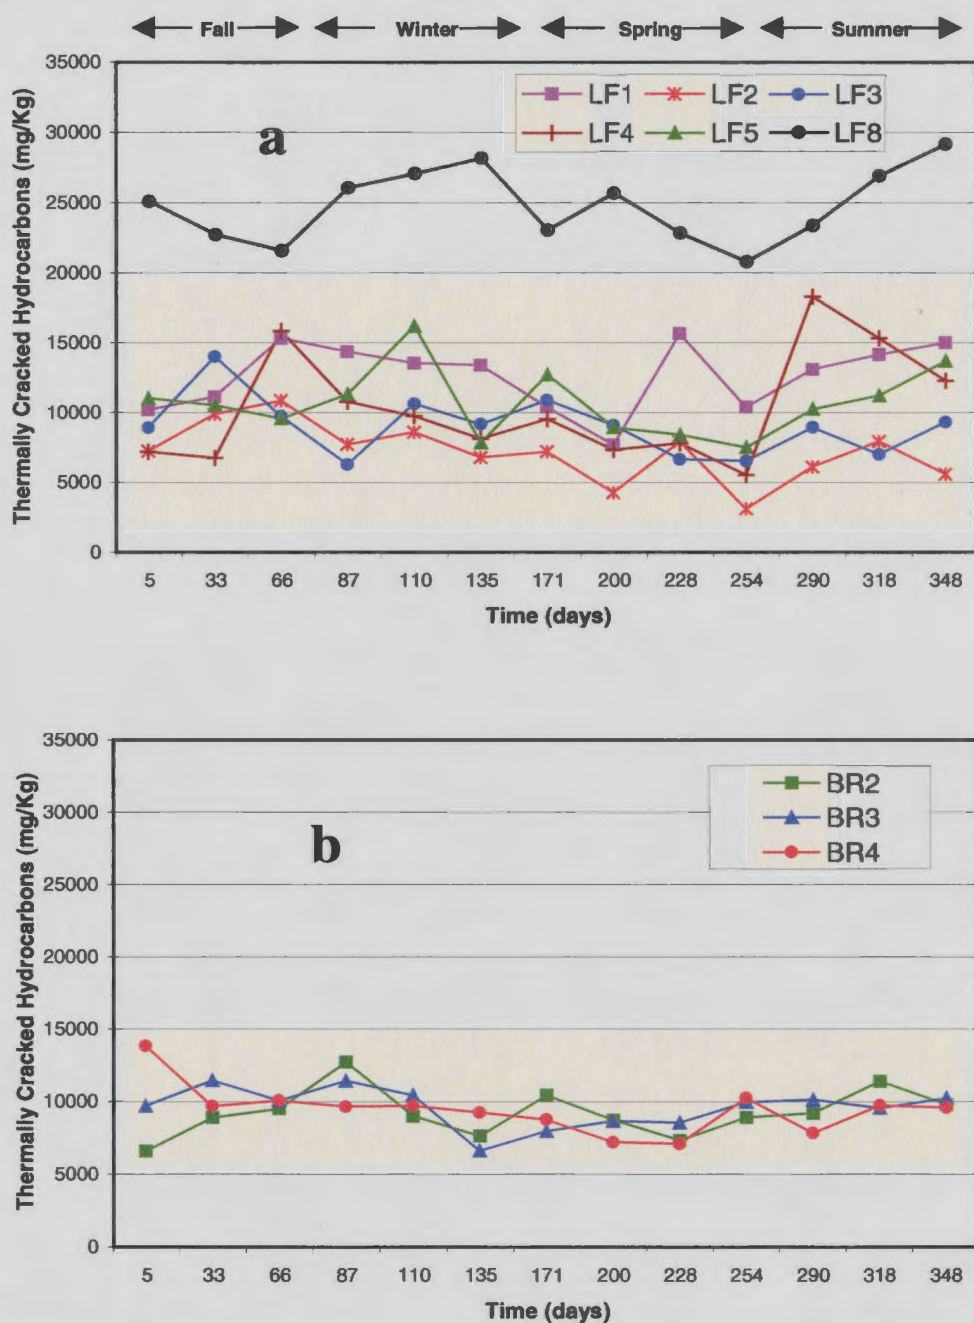 Fall Winter Spring Summer
35000
30000
25000
20000
15000
10000
5000
0
Thermally Cracked Hydrocarbons (mg/Kg)
a
LF1 LF2 LF3
LF4 LF5 LF8
5 33 66 87 110 135 171 200 228 254 290 318 348
Time (days)
35000
30000
25000
20000
15000
10000
5000
0
Thermally Cracked Hydrocarbons (mg/Kg)
b
BR2
BR3
BR4
5 33 66 87 110 135 171 200 228 254 290 318 348
Time (days)